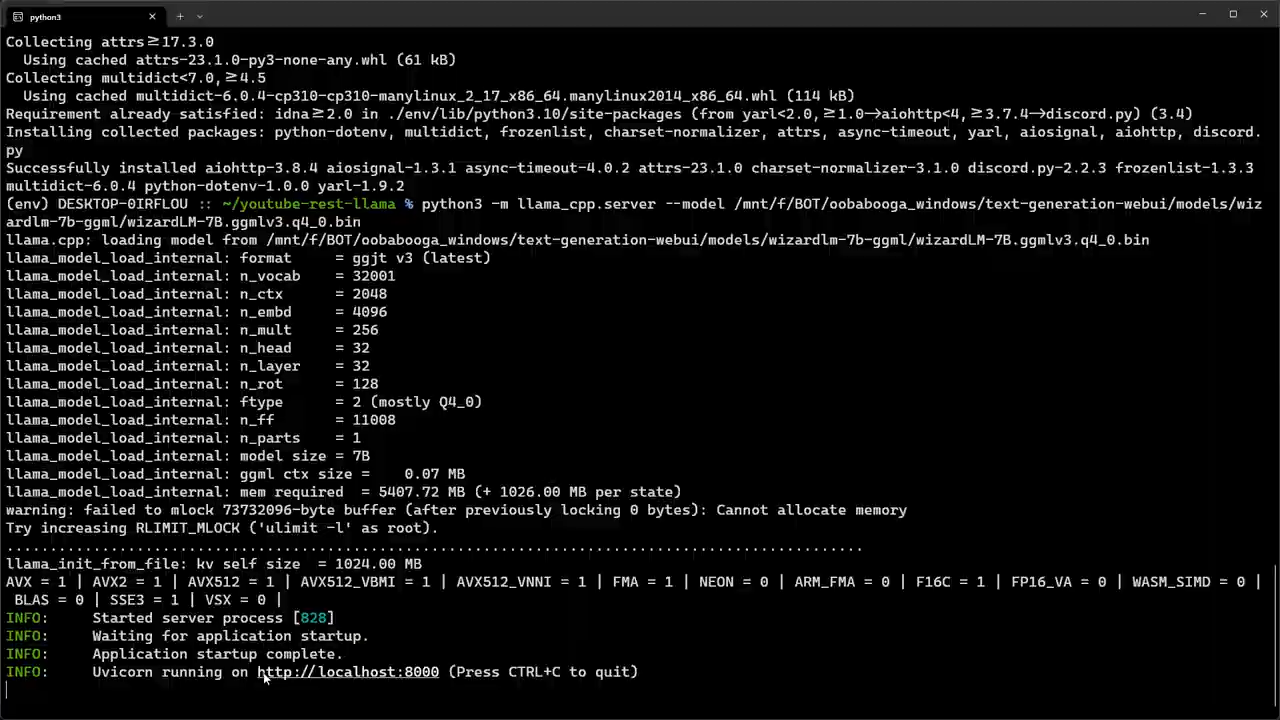 python3
Collecting attrs≥17.3.0
Using cached attrs-23.1.0-py3-none-any.whl (61 kB)
Collecting multidict<7.0,≥4.5
Using cached multidict-6.0.4-cp310-cp310-manylinux_2_17_x86_64.manylinux2014_x86_64.whl (114 kB)
Requirement already satisfied: idna≥2.0 in ./env/lib/python3.10/site-packages (from yarl<2.0,≥1.0→aiohttp<4,≥3.7.4→discord.py) (3.4)
Installing collected packages: python-dotenv, multidict, frozenlist, charset-normalizer, attrs, async-timeout, yarl, aiosignal, aiohttp, discord.
py
Successfully installed aiohttp-3.8.4 aiosignal-1.3.1 async-timeout-4.0.2 attrs-23.1.0 charset-normalizer-3.1.0 discord.py-2.2.3 frozenlist-1.3.3
multidict-6.0.4 python-dotenv-1.0.0 yarl-1.9.2
(env) DESKTOP-0IRFLOU :: ~/youtube-rest-llama % python3 -m llama_cpp.server --model /mnt/f/BOT/oobabooga_windows/text-generation-webui/models/wiz
ardlm-7b-ggml/wizardLM-7B.ggmlv3.q4_0.bin
llama.cpp: loading model from /mnt/f/BOT/oobabooga_windows/text-generation-webui/models/wizardlm-7b-ggml/wizardLM-7B.ggmlv3.q4_0.bin
llama_model_load_internal: format     = ggjt v3 (latest)
llama_model_load_internal: n_vocab    = 32001
llama_model_load_internal: n_ctx      = 2048
llama_model_load_internal: n_embd     = 4096
llama_model_load_internal: n_mult     = 256
llama_model_load_internal: n_head     = 32
llama_model_load_internal: n_layer    = 32
llama_model_load_internal: n_rot      = 128
llama_model_load_internal: ftype      = 2 (mostly Q4_0)
llama_model_load_internal: n_ff       = 11008
llama_model_load_internal: n_parts    = 1
llama_model_load_internal: model size = 7B
llama_model_load_internal: ggml ctx size =    0.07 MB
llama_model_load_internal: mem required  = 5407.72 MB (+ 1026.00 MB per state)
warning: failed to mlock 73732096-byte buffer (after previously locking 0 bytes): Cannot allocate memory
Try increasing RLIMIT_MLOCK ('ulimit -l' as root).
...................................................................................................
llama_init_from_file: kv self size  = 1024.00 MB
AVX = 1 | AVX2 = 1 | AVX512 = 1 | AVX512_VBMI = 1 | AVX512_VNNI = 1 | FMA = 1 | NEON = 0 | ARM_FMA = 0 | F16C = 1 | FP16_VA = 0 | WASM_SIMD = 0 |
BLAS = 0 | SSE3 = 1 | VSX = 0 |
INFO:     Started server process [828]
INFO:     Waiting for application startup.
INFO:     Application startup complete.
INFO:     Uvicorn running on http://localhost:8000 (Press CTRL+C to quit)